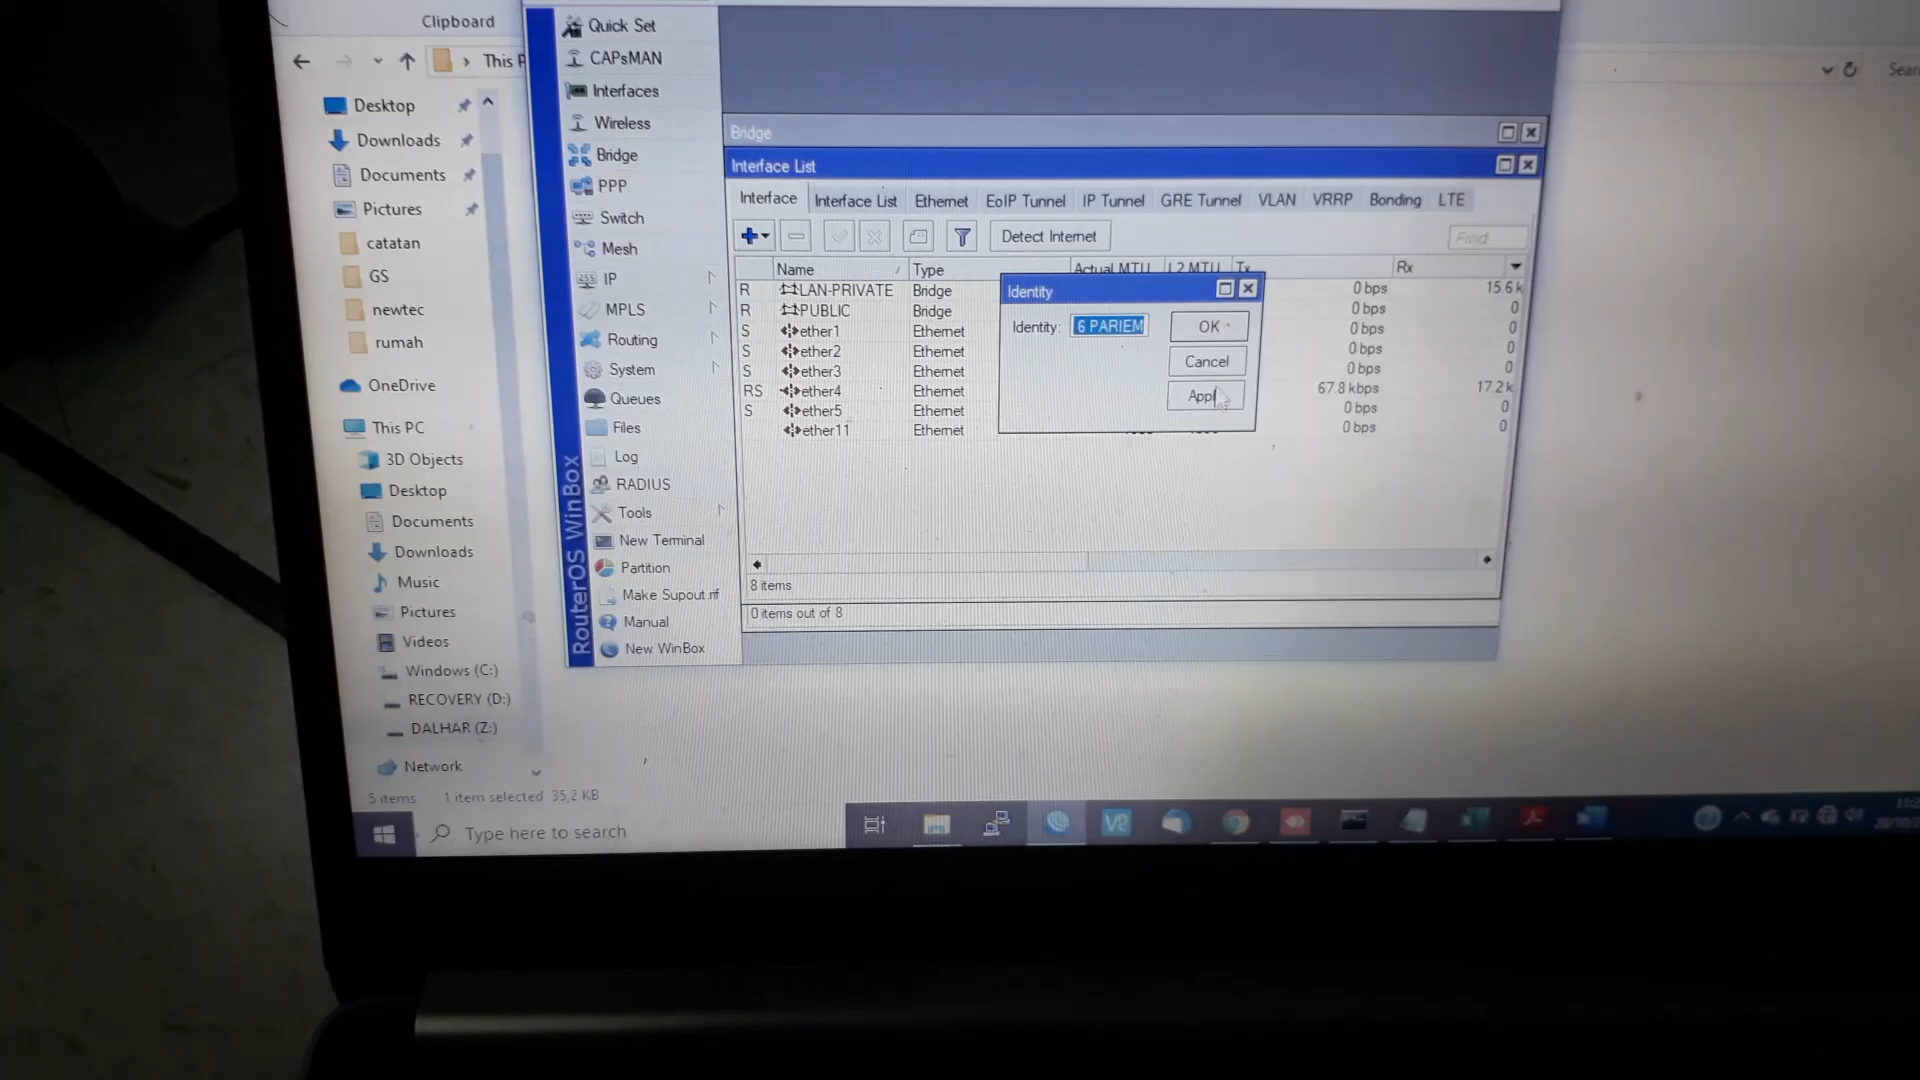 Clipboard
This P
Desktop
Downloads
Documents
Pictures
catatan
GS
newtec
rumah
OneDrive
This PC
3D Objects
Desktop
Documents
Downloads
Music
Pictures
Videos
Windows (C:)
RECOVERY (D:)
DALHAR (Z:)
Network
5 items 1 item selected 35,2 KB
Type here to search
RouterOS WinBox
Quick Set
CAPsMAN
Interfaces
Wireless
Bridge
PPP
Switch
Mesh
IP
MPLS
Routing
System
Queues
Files
Log
RADIUS
Tools
New Terminal
Partition
Make Supout.rif
Manual
New WinBox
Bridge
Interface List
Interface Interface List Ethernet EoIP Tunnel IP Tunnel GRE Tunnel VLAN VRRP Bonding LTE
Detect Internet Find
Name Type Actual MTU L2 MTU Tx Rx
R LAN-PRIVATE Bridge 0 bps 15.6 k
R PUBLIC Bridge 0 bps 0
S ether1 Ethernet 0 bps 0
S ether2 Ethernet 0 bps 0
S ether3 Ethernet 0 bps 0
RS ether4 Ethernet 67.8 kbps 17.2 k
S ether5 Ethernet 0 bps 0
ether11 Ethernet 0 bps 0
8 items
0 items out of 8
Identity
Identity: 6 PARIEM
OK
Cancel
Appl
Sear